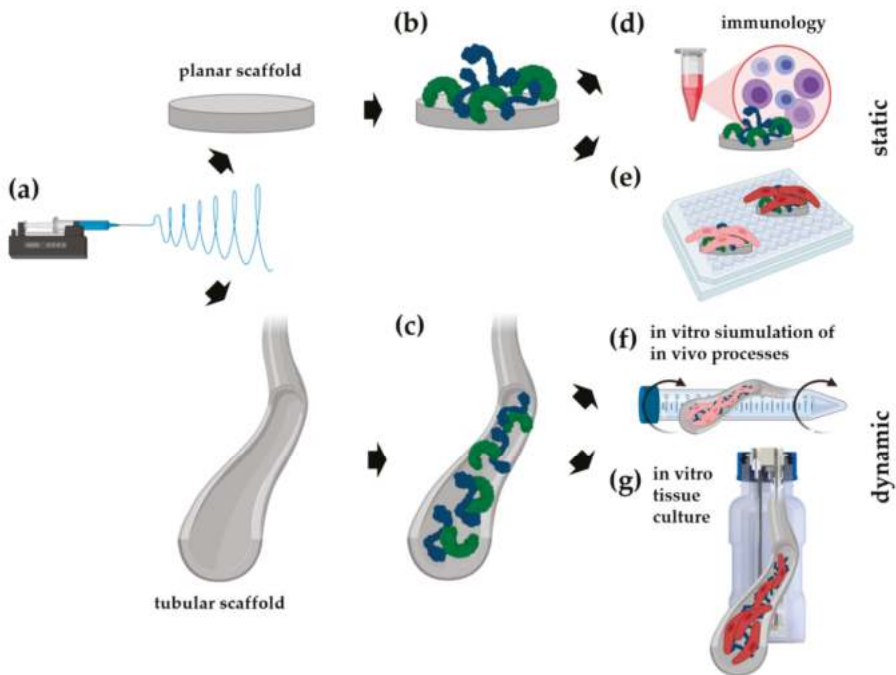 (b)
(d)
immunology
planar scaffold
static
(a)
(e)
(c)
(f)
in vitro siumulation of
in vivo processes
(g)
in vitro
tissue
culture
dynamic
tubular scaffold